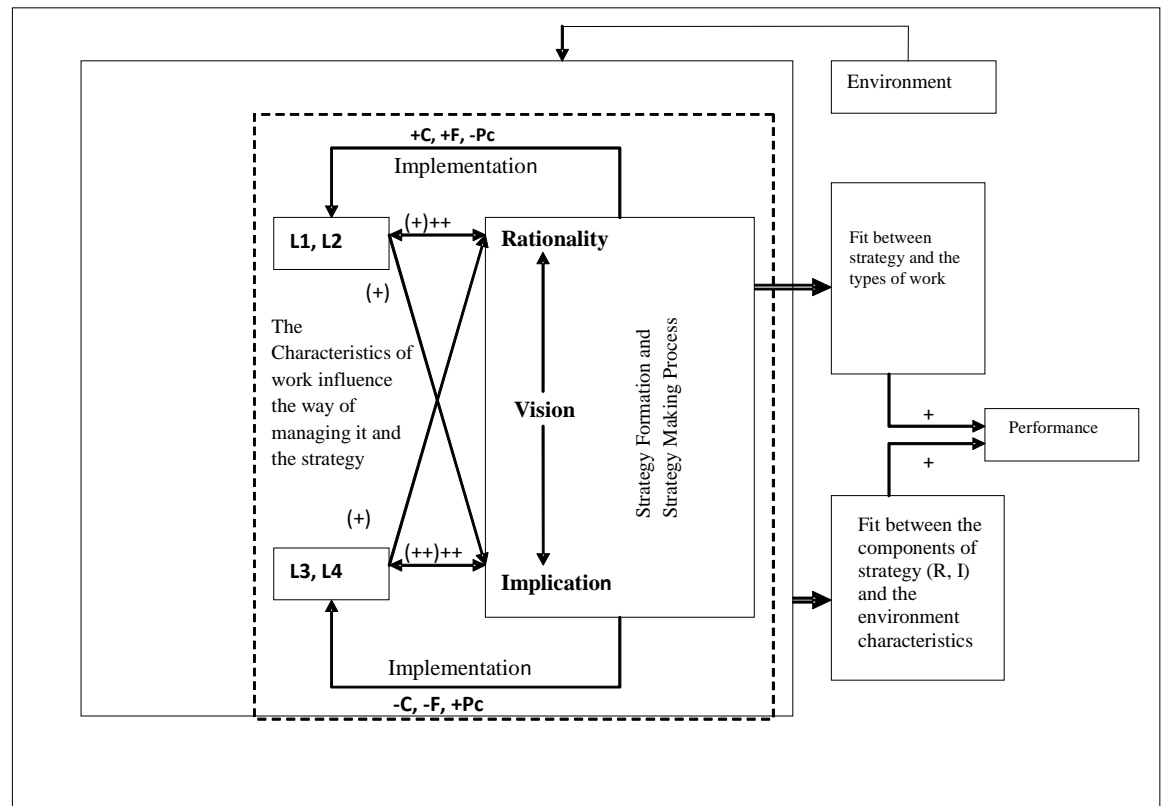 Environment
+C, +F, -Pc
Implementation
L1, L2
(+)++
Rationality
(+)
The
Characteristics of
work influence
the way of
managing it and
the strategy
Vision
Strategy Formation and
Strategy Making Process
(+)
L3, L4
(++)++
Implication
Implementation
-C, -F, +Pc
Fit between
strategy and the
types of work
+
Performance
+
Fit between the
components of
strategy (R, I)
and the
environment
characteristics